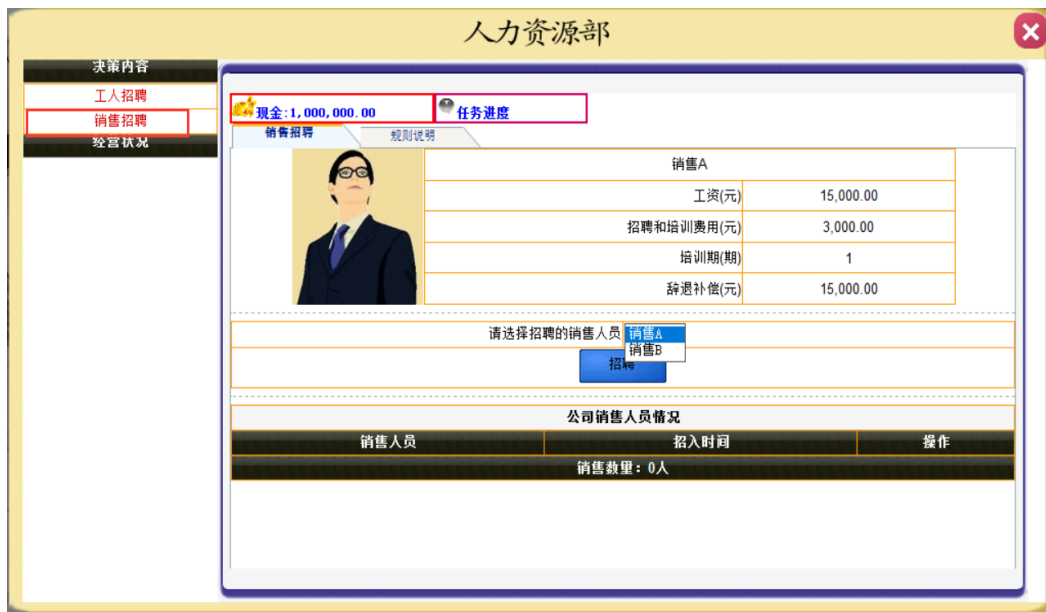 人力资源部
决策内容
工人招聘
销售招聘
经营状况
现金:1,000,000.00 任务进度
销售招聘 规则说明
销售A
工资(元) 15,000.00
招聘和培训费用(元) 3,000.00
培训期(期) 1
辞退补偿(元) 15,000.00
请选择招聘的销售人员 销售A
销售B
招聘
公司销售人员情况
销售人员 招入时间 操作
销售数量：0人